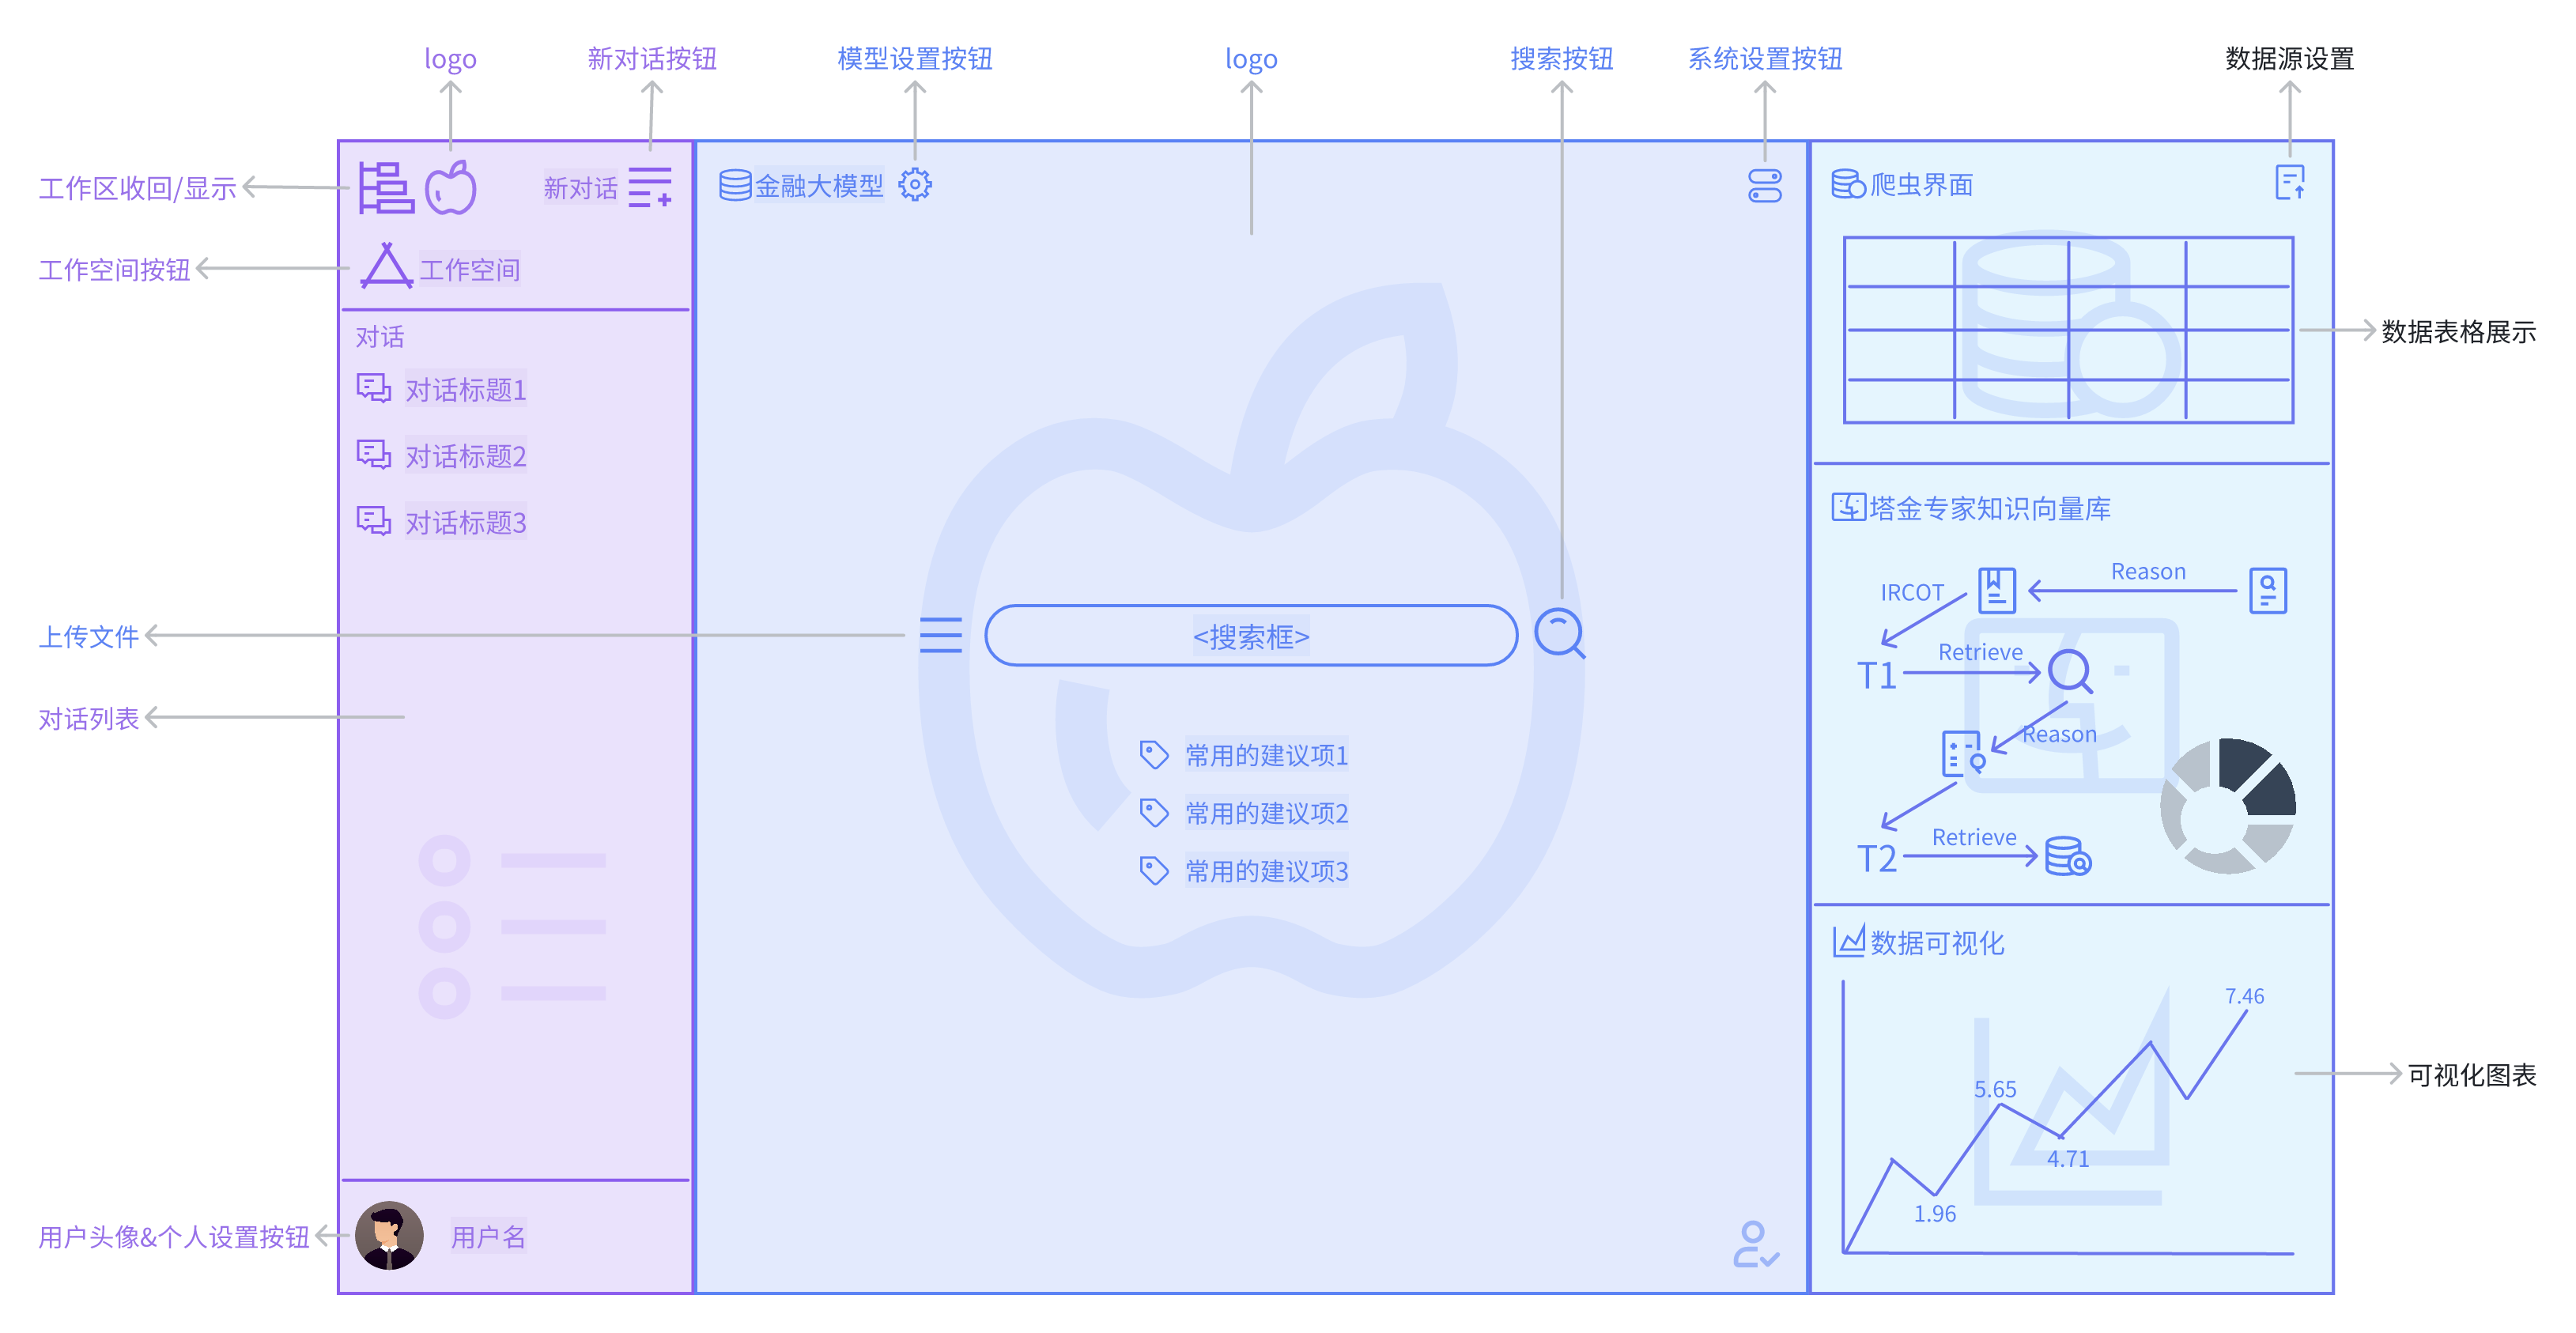 logo
新对话按钮
模型设置按钮
logo
搜索按钮
系统设置按钮
数据源设置
工作区收回/显示
新对话
金融大模型
爬虫界面
工作空间按钮
工作空间
对话
对话标题1
对话标题2
对话标题3
数据表格展示
塔金专家知识向量库
IRCOT
Reason
T1
Retrieve
Reason
T2
Retrieve
上传文件
<搜索框>
对话列表
常用的建议项1
常用的建议项2
常用的建议项3
数据可视化
7.46
5.65
4.71
1.96
可视化图表
用户头像&个人设置按钮
用户名